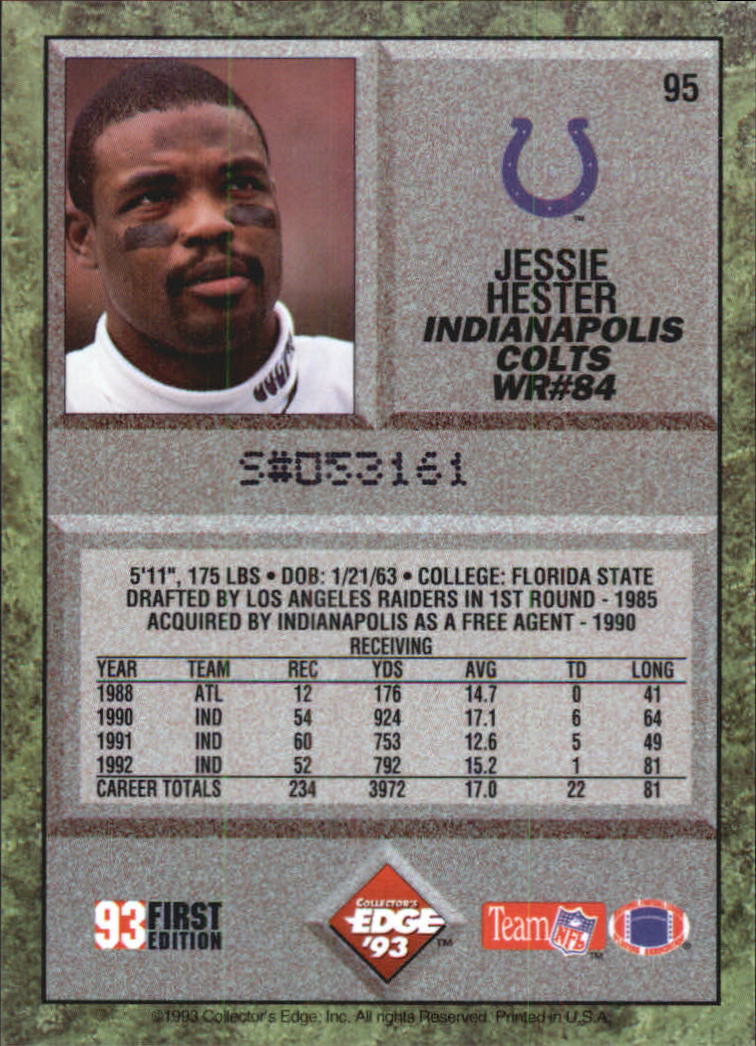 95
JESSIE
HESTER
INDIANAPOLIS
COLTS
WR#84
S#053161
5'11", 175 LBS • DOB: 1/21/63 • COLLEGE: FLORIDA STATE
DRAFTED BY LOS ANGELES RAIDERS IN 1ST ROUND - 1985
ACQUIRED BY INDIANAPOLIS AS A FREE AGENT - 1990
RECEIVING
YEAR TEAM REC YDS AVG TD LONG
1988 ATL 12 176 14.7 0 41
1990 IND 54 924 17.1 6 64
1991 IND 60 753 12.6 5 49
1992 IND 52 792 15.2 1 81
CAREER TOTALS 234 3972 17.0 22 81
93 FIRST
EDITION
COLLECTOR'S
EDGE
'93 ™
Team NFL ™ ®
©1993 Collector's Edge, Inc. All rights Reserved. Printed in U.S.A.